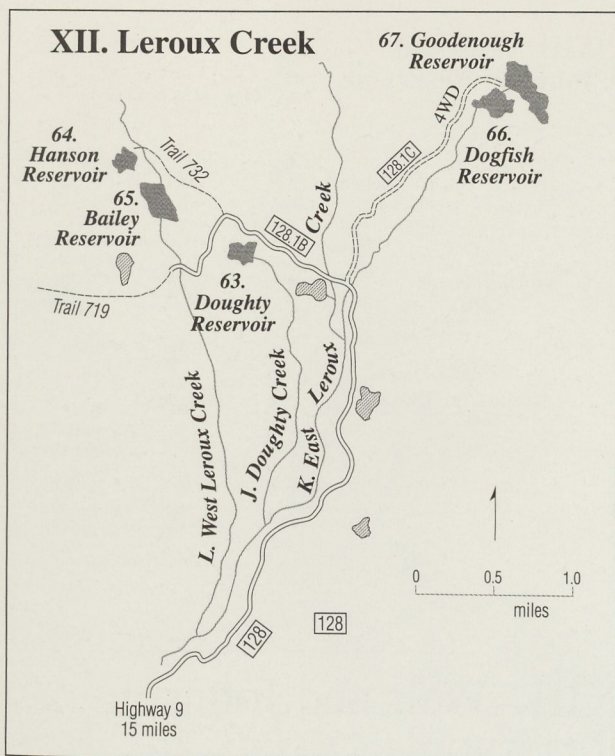 XII. Leroux Creek
67. Goodenough
Reservoir
4WD
66.
Dogfish
Reservoir
64.
Hanson
Reservoir
Trail 732
128.1C
65.
Bailey
Reservoir
128.1B
Creek
63.
Doughty
Reservoir
Trail 719
L. West Leroux Creek
J. Doughty Creek
K. East Leroux
0 0.5 1.0
miles
128
128
Highway 9
15 miles